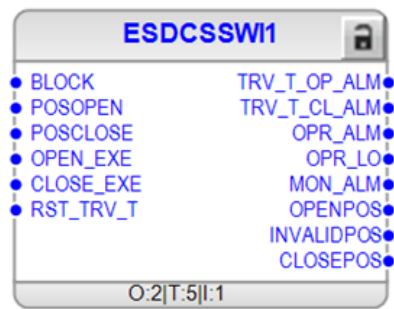 ESDCSSWI1
BLOCK TRV_T_OP_ALM
POSOPEN TRV_T_CL_ALM
POSCLOSE OPR_ALM
OPEN_EXE OPR_LO
CLOSE_EXE MON_ALM
RST_TRV_T OPENPOS
INVALIDPOS
CLOSEPOS
O:2|T:5|I:1